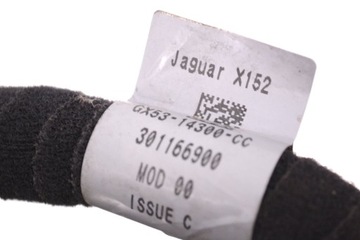 Jaguar X152
GX53-14300-CC
301166900
MOD 00
ISSUE C